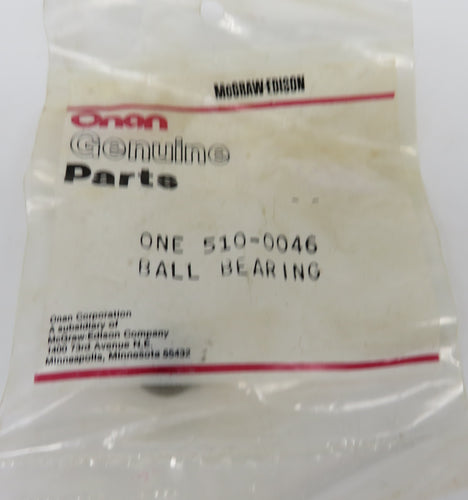 McGRAW EDISON
Onan
Genuine
Parts
ONE 510-0046
BALL BEARING
Onan Corporation
A subsidiary of
McGraw-Edison Company
1400 73rd Avenue N.E.
Minneapolis, Minnesota 55432